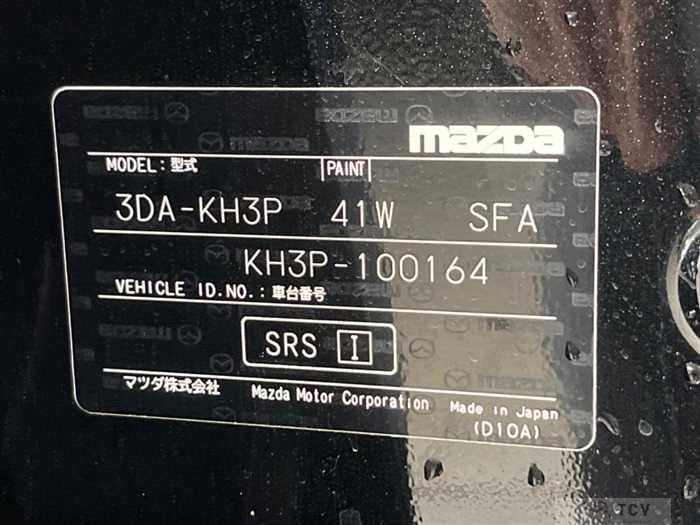 mazda
MODEL:型式 PAINT
3DA-KH3P 41W SFA
KH3P-100164
VEHICLE ID.NO.:車台番号
SRS I
マツダ株式会社 Mazda Motor Corporation Made in Japan
(D10A)
TCV